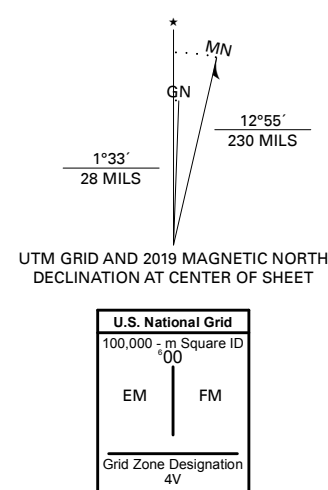 ★
MN
GN
12°55´
230 MILS
1°33´
28 MILS
UTM GRID AND 2019 MAGNETIC NORTH
DECLINATION AT CENTER OF SHEET
U.S. National Grid
100,000 - m Square ID
⁶00
EM FM
Grid Zone Designation
4V